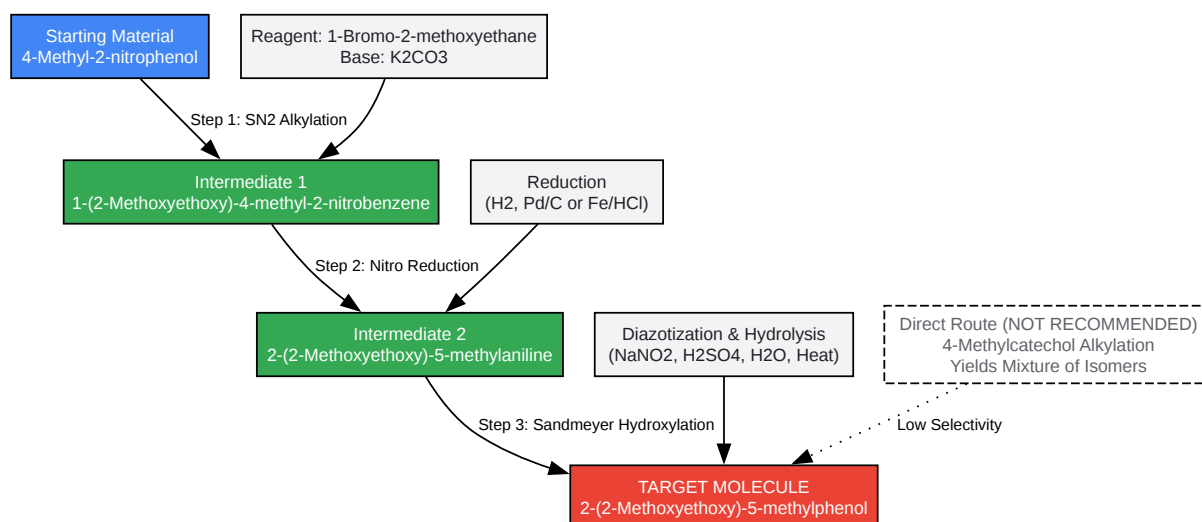 Starting Material
4-Methyl-2-nitrophenol
Reagent: 1-Bromo-2-methoxyethane
Base: K2CO3
Step 1: SN2 Alkylation
Intermediate 1
1-(2-Methoxyethoxy)-4-methyl-2-nitrobenzene
Reduction
(H2, Pd/C or Fe/HCl)
Step 2: Nitro Reduction
Intermediate 2
2-(2-Methoxyethoxy)-5-methylaniline
Diazotization & Hydrolysis
(NaNO2, H2SO4, H2O, Heat)
Direct Route (NOT RECOMMENDED)
4-Methylcatechol Alkylation
Yields Mixture of Isomers
Step 3: Sandmeyer Hydroxylation
Low Selectivity
TARGET MOLECULE
2-(2-Methoxyethoxy)-5-methylphenol